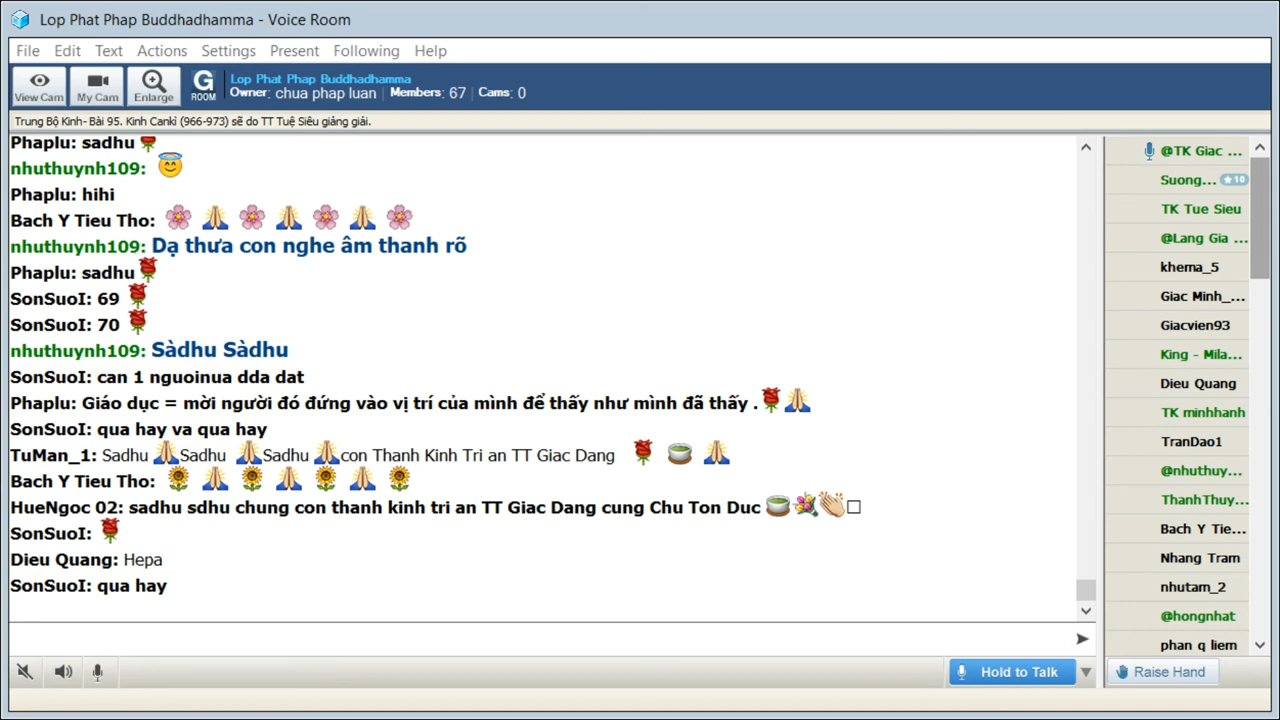 Lop Phat Phap Buddhadhamma - Voice Room
File Edit Text Actions Settings Present Following Help
View Cam My Cam Enlarge G ROOM
Lop Phat Phap Buddhadhamma
Owner: chua phap luan | Members: 67 | Cams: 0
Trung Bộ Kinh- Bài 95. Kinh Cankì (966-973) sẽ do TT Tuệ Siêu giảng giải.
Phaplu: sadhu
nhuthuynh109:
Phaplu: hihi
Bach Y Tieu Tho:
nhuthuynh109: Dạ thưa con nghe âm thanh rõ
Phaplu: sadhu
SonSuoI: 69
SonSuoI: 70
nhuthuynh109: Sàdhu Sàdhu
SonSuoI: can 1 nguoinua dda dat
Phaplu: Giáo dục = mời người đó đứng vào vị trí của mình để thấy như mình đã thấy .
SonSuoI: qua hay va qua hay
TuMan_1: Sadhu Sadhu Sadhu con Thanh Kinh Tri an TT Giac Dang
Bach Y Tieu Tho:
HueNgoc 02: sadhu sdhu chung con thanh kinh tri an TT Giac Dang cung Chu Ton Duc
SonSuoI:
Dieu Quang: Hepa
SonSuoI: qua hay
@TK Giac ...
Suong... ★10
TK Tue Sieu
@Lang Gia ...
khema_5
Giac Minh_...
Giacvien93
King - Mila...
Dieu Quang
TK minhhanh
TranDao1
@nhuthuy...
ThanhThuy...
Bach Y Tie...
Nhang Tram
nhutam_2
@hongnhat
phan q liem
Hold to Talk
Raise Hand